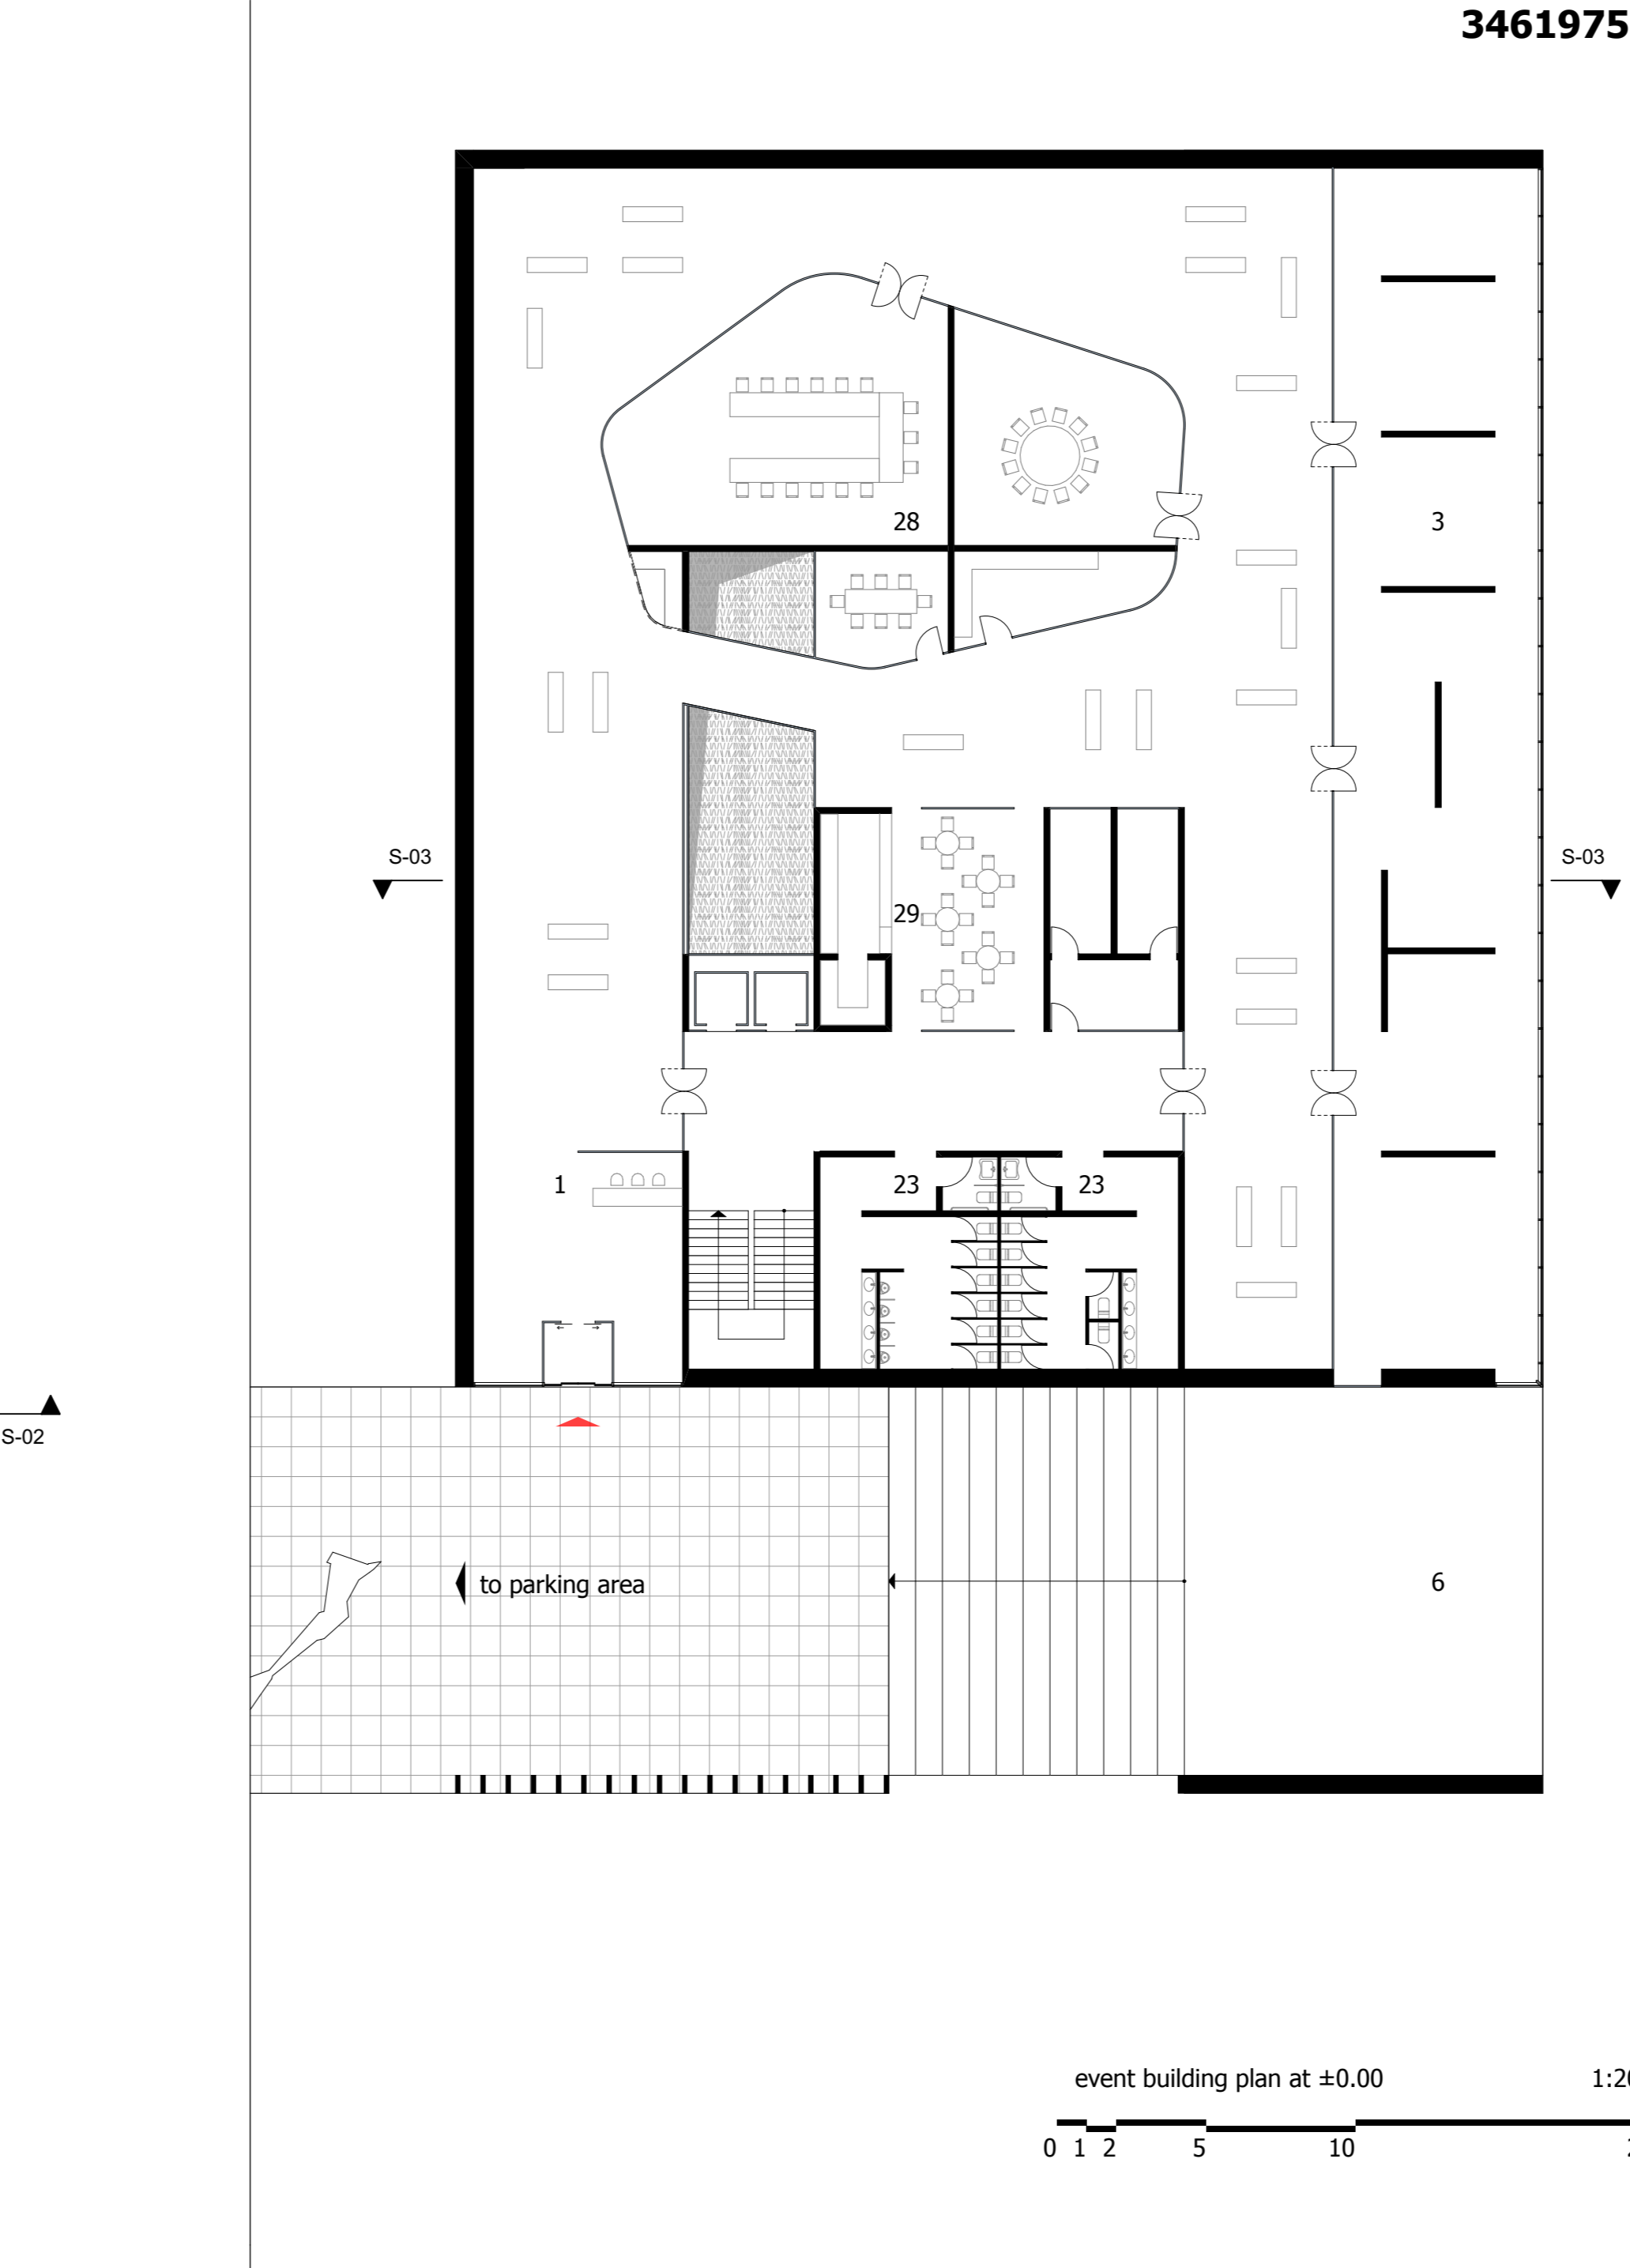 3461975
28
3
S-03
S-03
29
1
23
23
S-02
to parking area
6
event building plan at ±0.00
0 1 2 5 10